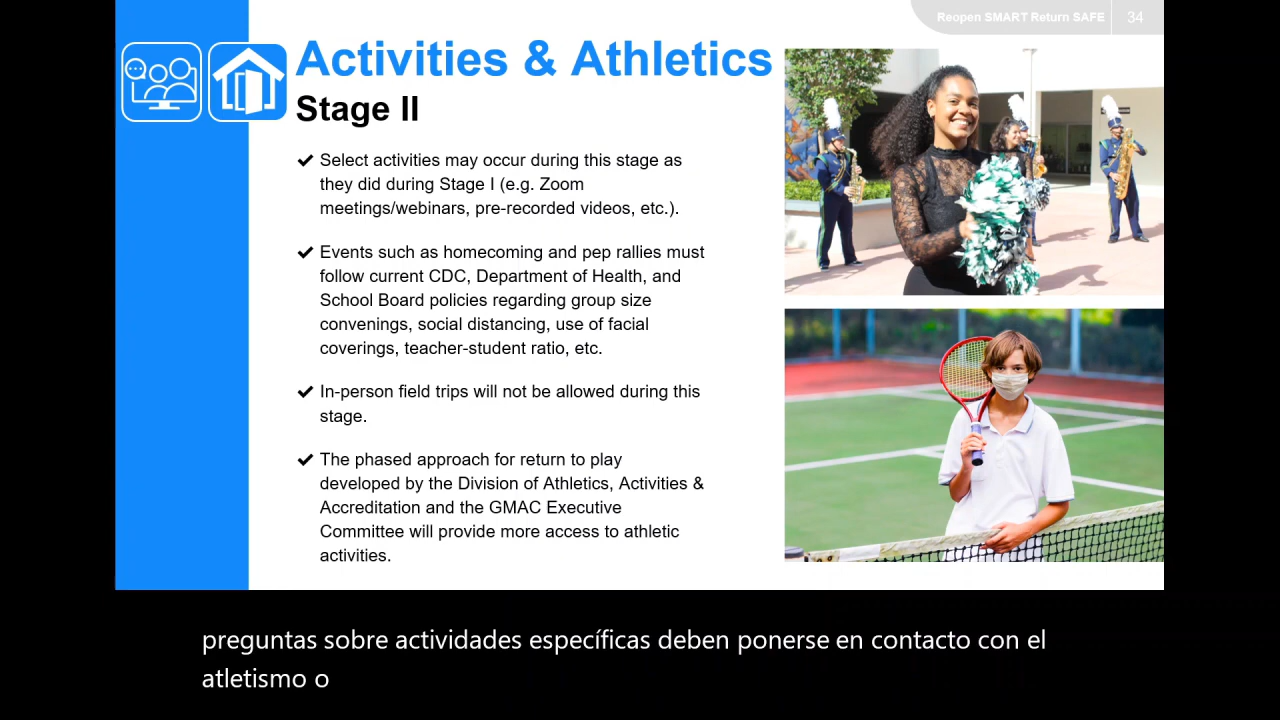 Reopen SMART Return SAFE 34
Activities & Athletics
Stage II
✔ Select activities may occur during this stage as
they did during Stage I (e.g. Zoom
meetings/webinars, pre-recorded videos, etc.).
✔ Events such as homecoming and pep rallies must
follow current CDC, Department of Health, and
School Board policies regarding group size
convenings, social distancing, use of facial
coverings, teacher-student ratio, etc.
✔ In-person field trips will not be allowed during this
stage.
✔ The phased approach for return to play
developed by the Division of Athletics, Activities &
Accreditation and the GMAC Executive
Committee will provide more access to athletic
activities.
preguntas sobre actividades específicas deben ponerse en contacto con el
atletismo o